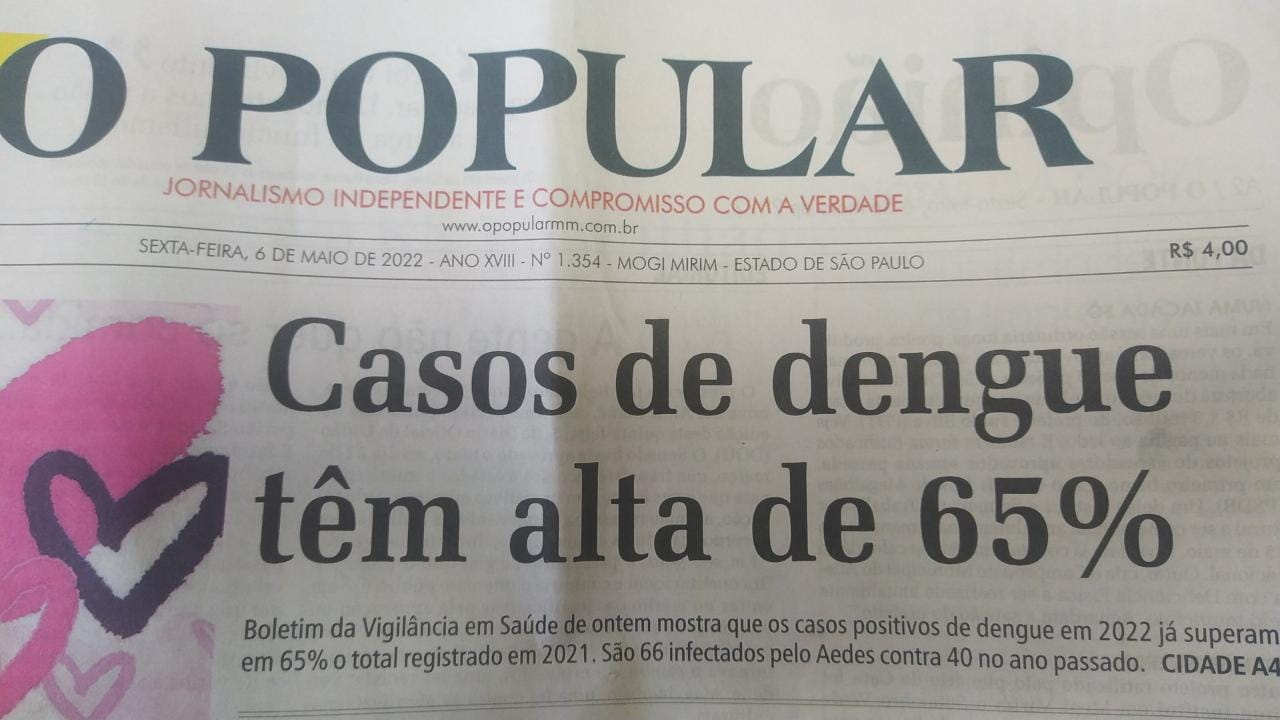 O POPULAR
JORNALISMO INDEPENDENTE E COMPROMISSO COM A VERDADE
www.opopularmm.com.br
SEXTA-FEIRA, 6 DE MAIO DE 2022 - ANO XVIII - Nº 1.354 - MOGI MIRIM - ESTADO DE SÃO PAULO
R$ 4,00
Casos de dengue
têm alta de 65%
Boletim da Vigilância em Saúde de ontem mostra que os casos positivos de dengue em 2022 já superam
em 65% o total registrado em 2021. São 66 infectados pelo Aedes contra 40 no ano passado. CIDADE A4